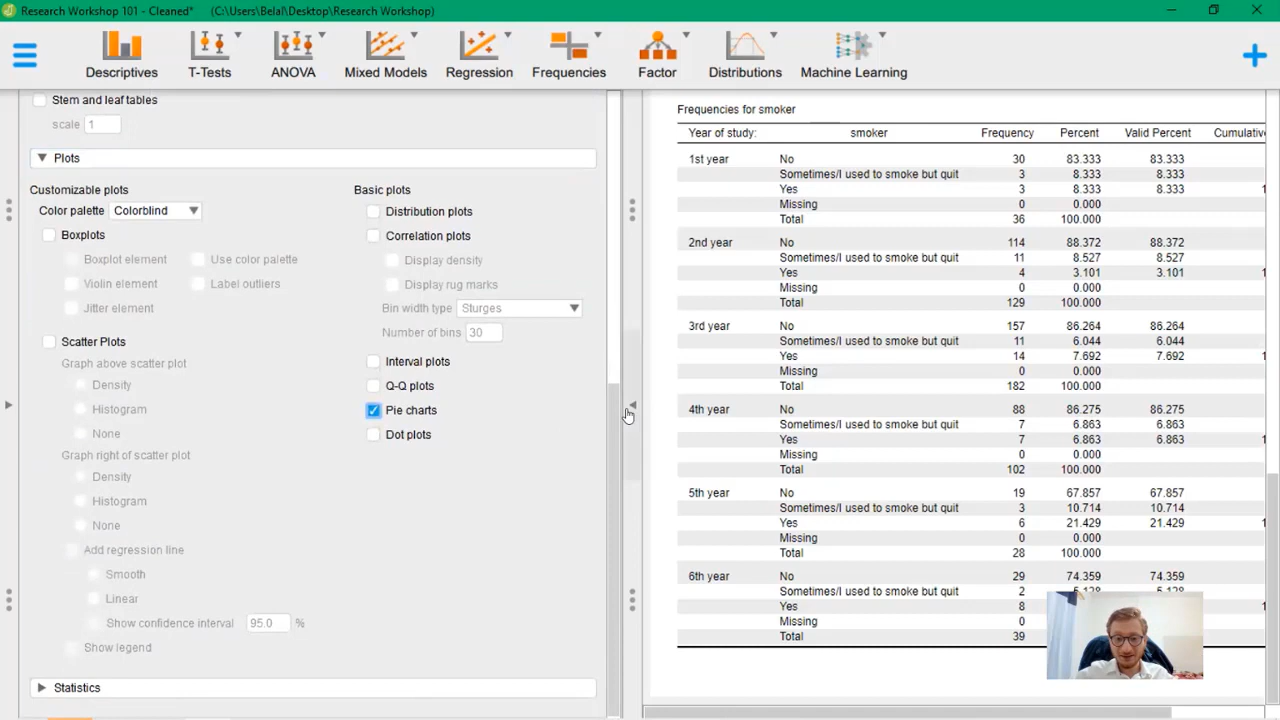 Research Workshop 101 - Cleaned* (C:\Users\Belal\Desktop\Research Workshop)
Descriptives T-Tests ANOVA Mixed Models Regression Frequencies Factor Distributions Machine Learning
Stem and leaf tables
scale 1
Plots
Customizable plots
Color palette Colorblind
Boxplots
Boxplot element Use color palette
Violin element Label outliers
Jitter element
Scatter Plots
Graph above scatter plot
Density
Histogram
None
Graph right of scatter plot
Density
Histogram
None
Add regression line
Smooth
Linear
Show confidence interval 95.0 %
Show legend
Basic plots
Distribution plots
Correlation plots
Display density
Display rug marks
Bin width type Sturges
Number of bins 30
Interval plots
Q-Q plots
Pie charts
Dot plots
Statistics
Frequencies for smoker
Year of study: smoker Frequency Percent Valid Percent Cumulative
1st year No 30 83.333 83.333
Sometimes/I used to smoke but quit 3 8.333 8.333
Yes 3 8.333 8.333
Missing 0 0.000
Total 36 100.000
2nd year No 114 88.372 88.372
Sometimes/I used to smoke but quit 11 8.527 8.527
Yes 4 3.101 3.101
Missing 0 0.000
Total 129 100.000
3rd year No 157 86.264 86.264
Sometimes/I used to smoke but quit 11 6.044 6.044
Yes 14 7.692 7.692
Missing 0 0.000
Total 182 100.000
4th year No 88 86.275 86.275
Sometimes/I used to smoke but quit 7 6.863 6.863
Yes 7 6.863 6.863
Missing 0 0.000
Total 102 100.000
5th year No 19 67.857 67.857
Sometimes/I used to smoke but quit 3 10.714 10.714
Yes 6 21.429 21.429
Missing 0 0.000
Total 28 100.000
6th year No 29 74.359 74.359
Sometimes/I used to smoke but quit 2 5.128 5.128
Yes 8
Missing 0
Total 39